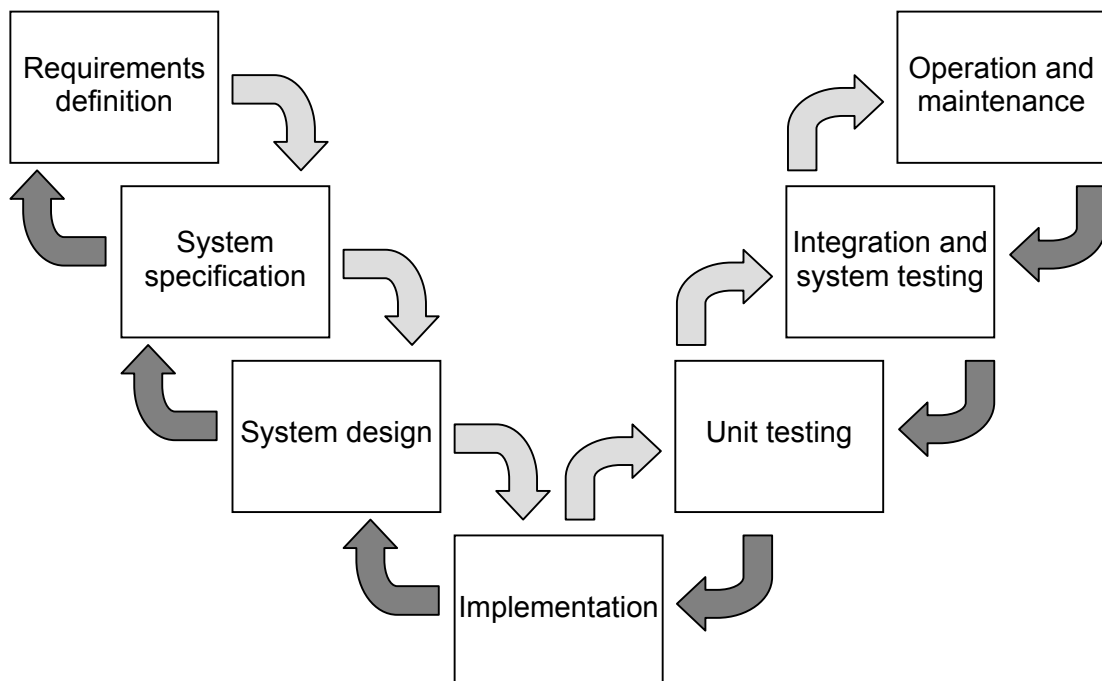 Requirements
definition
Operation and
maintenance
System
specification
Integration and
system testing
System design
Unit testing
Implementation